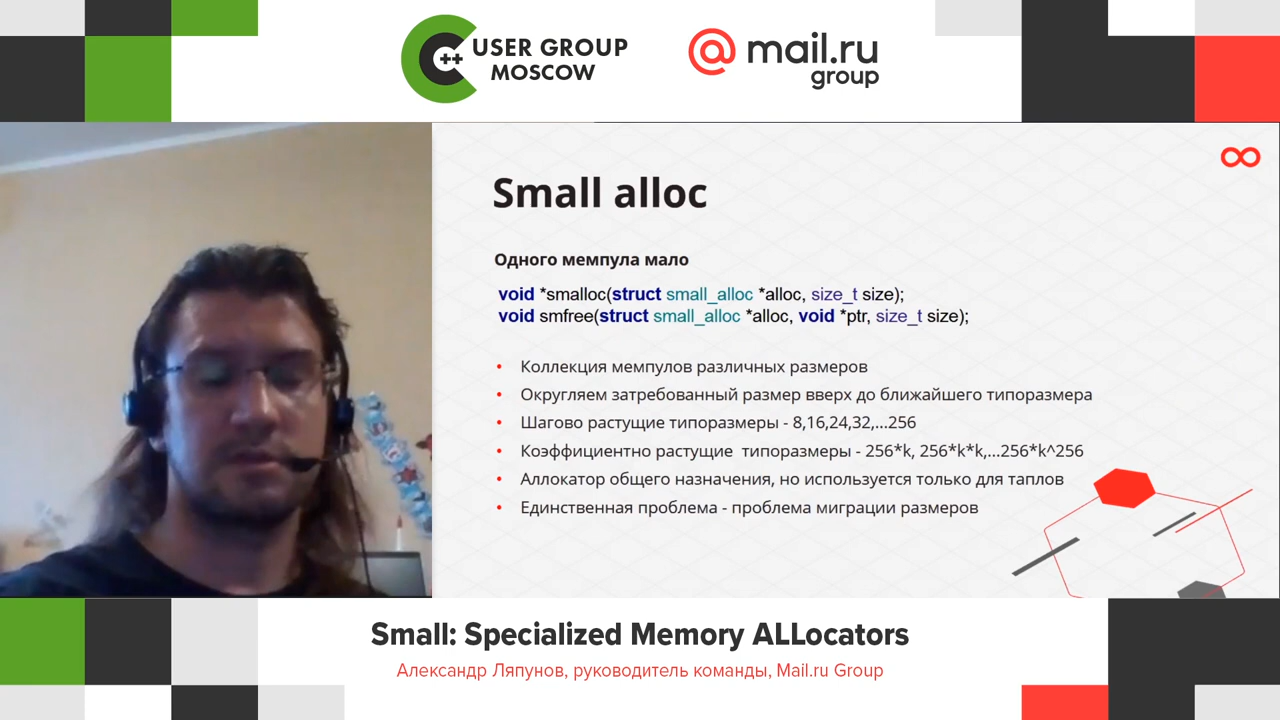 C++ USER GROUP
MOSCOW
@mail.ru
group
Small alloc
Одного мемпула мало
void *smalloc(struct small_alloc *alloc, size_t size);
void smfree(struct small_alloc *alloc, void *ptr, size_t size);
• Коллекция мемпулов различных размеров
• Округляем затребованный размер вверх до ближайшего типоразмера
• Шагово растущие типоразмеры - 8,16,24,32,...256
• Коэффициентно растущие типоразмеры - 256*k, 256*k*k,...256*k^256
• Аллокатор общего назначения, но используется только для таплов
• Единственная проблема - проблема миграции размеров
Small: Specialized Memory ALLocators
Александр Ляпунов, руководитель команды, Mail.ru Group